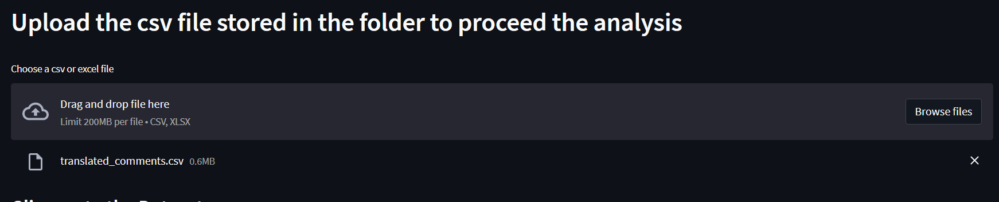 Upload the csv file stored in the folder to proceed the analysis
Choose a csv or excel file
Drag and drop file here
Limit 200MB per file • CSV, XLSX
Browse files
translated_comments.csv 0.6MB